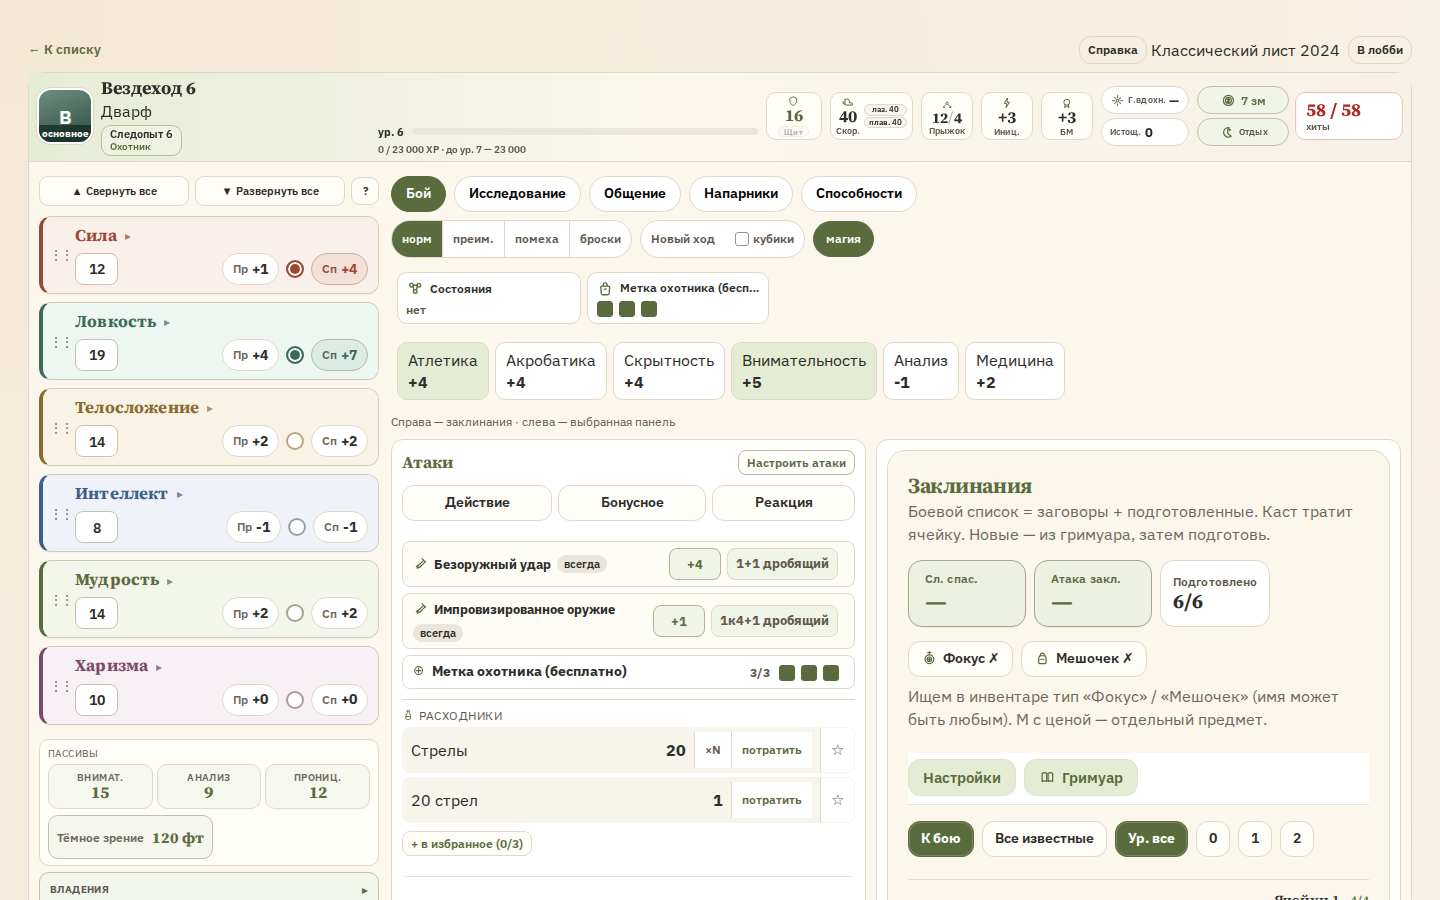 ← К списку
Справка Классический лист 2024 В лобби
В
основное
Вездеход 6
Дварф
Следопыт 6
Охотник
ур. 6
0 / 23 000 XP · до ур. 7 — 23 000
16
Щит
40
Скор.
лаз. 40
плав. 40
12/4
Прыжок
+3
Иниц.
+3
БМ
Г.вдохн. —
Истощ. 0
7 зм
Отдых
58 / 58
хиты
▲ Свернуть все
▼ Развернуть все
?
Сила ▸
12
Пр +1
Сп +4
Ловкость ▸
19
Пр +4
Сп +7
Телосложение ▸
14
Пр +2
Сп +2
Интеллект ▸
8
Пр -1
Сп -1
Мудрость ▸
14
Пр +2
Сп +2
Харизма ▸
10
Пр +0
Сп +0
ПАССИВЫ
ВНИМАТ.
15
АНАЛИЗ
9
ПРОНИЦ.
12
Тёмное зрение 120 фт
ВЛАДЕНИЯ ▸
Бой
Исследование
Общение
Напарники
Способности
норм
преим.
помеха
броски
Новый ход
кубики
магия
Состояния
нет
Метка охотника (бесп...
Атлетика
+4
Акробатика
+4
Скрытность
+4
Внимательность
+5
Анализ
-1
Медицина
+2
Справа — заклинания · слева — выбранная панель
Атаки
Настроить атаки
Действие
Бонусное
Реакция
Безоружный удар всегда
+4
1+1 дробящий
Импровизированное оружие
всегда
+1
1к4+1 дробящий
Метка охотника (бесплатно) 3/3
РАСХОДНИКИ
Стрелы 20 ×N потратить ☆
20 стрел 1 потратить ☆
+ в избранное (0/3)
Заклинания
Боевой список = заговоры + подготовленные. Каст тратит
ячейку. Новые — из гримуара, затем подготовь.
Сл. спас.
—
Атака закл.
—
Подготовлено
6/6
Фокус ✗
Мешочек ✗
Ищем в инвентаре тип «Фокус» / «Мешочек» (имя может
быть любым). М с ценой — отдельный предмет.
Настройки
Гримуар
К бою
Все известные
Ур. все
0
1
2
Ячейки 1 4/4